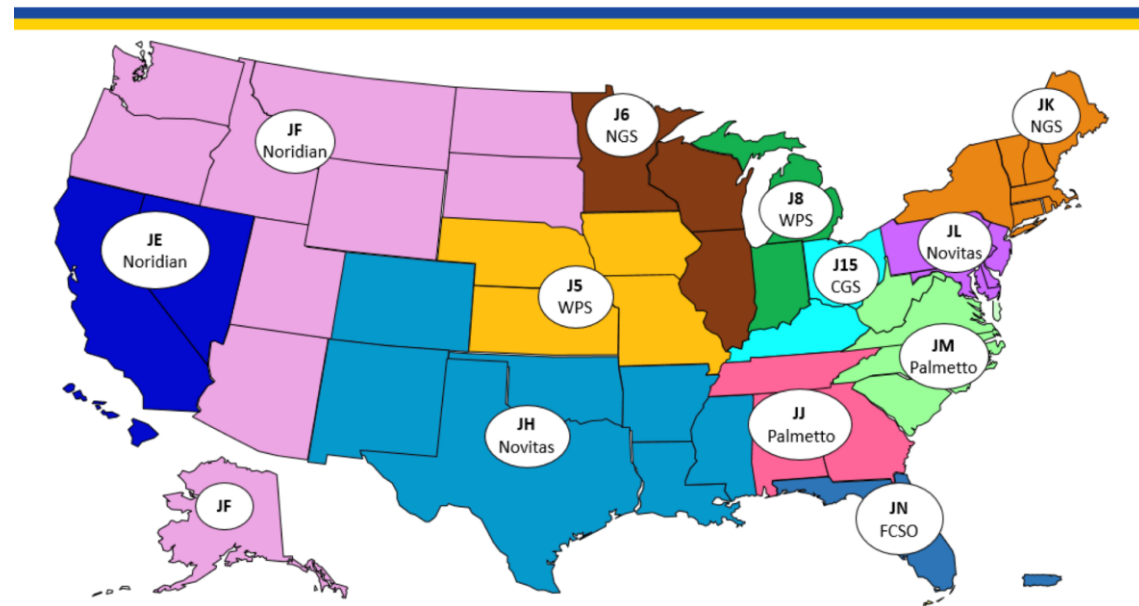 JF
Noridian
J6
NGS
JK
NGS
J8
WPS
JE
Noridian
JL
Novitas
J15
CGS
J5
WPS
JM
Palmetto
JH
Novitas
JJ
Palmetto
JF
JN
FCSO